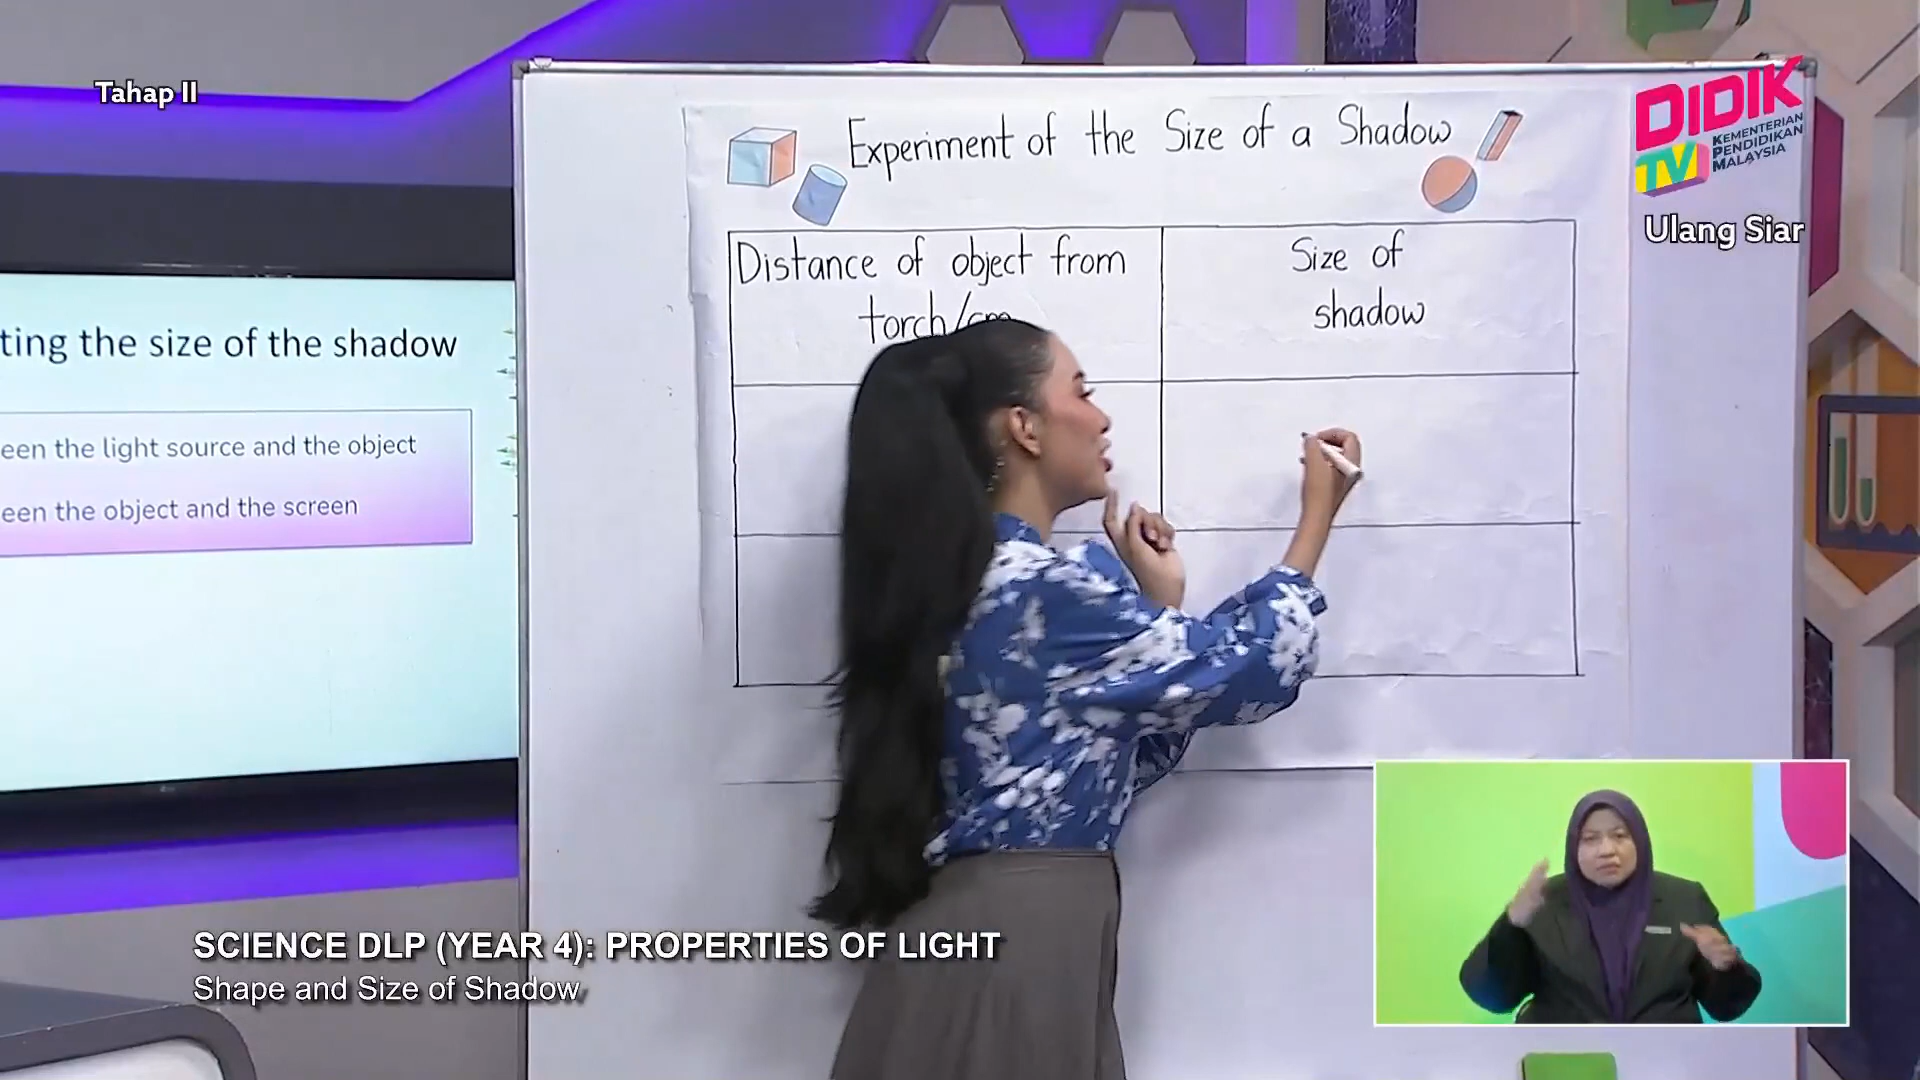 Tahap II
DIDIK
TV
KEMENTERIAN
PENDIDIKAN
MALAYSIA
Ulang Siar
Experiment of the Size of a Shadow
Distance of object from
torch/cm
Size of
shadow
ting the size of the shadow
een the light source and the object
een the object and the screen
SCIENCE DLP (YEAR 4): PROPERTIES OF LIGHT
Shape and Size of Shadow